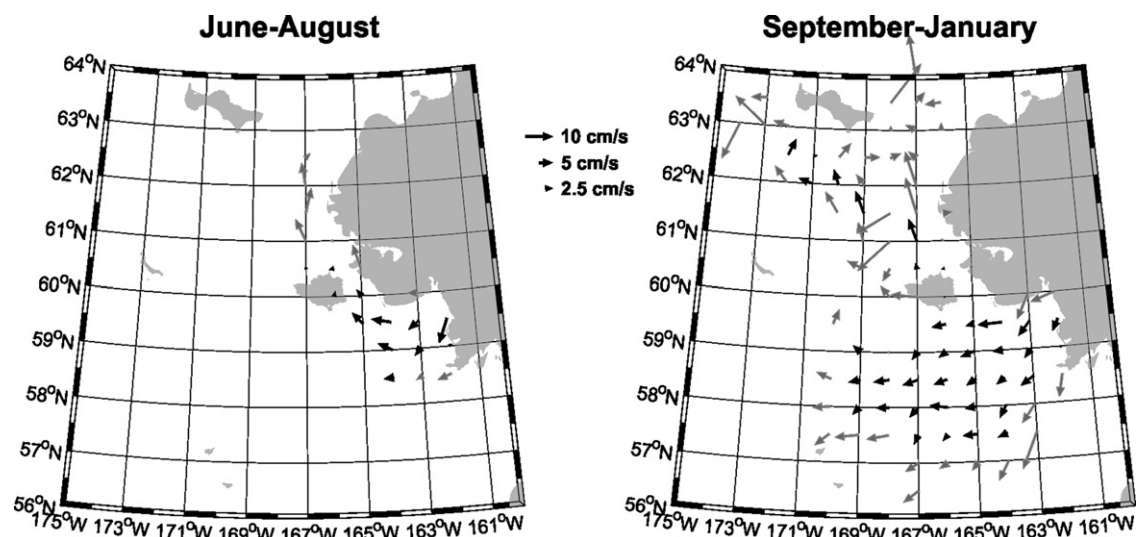 June-August
September-January
64°N
63°N
62°N
61°N
60°N
59°N
58°N
57°N
56°N
175°W 173°W 171°W 169°W 167°W 165°W 163°W 161°W
10 cm/s
5 cm/s
2.5 cm/s
64°N
63°N
62°N
61°N
60°N
59°N
58°N
57°N
56°N
175°W 173°W 171°W 169°W 167°W 165°W 163°W 161°W